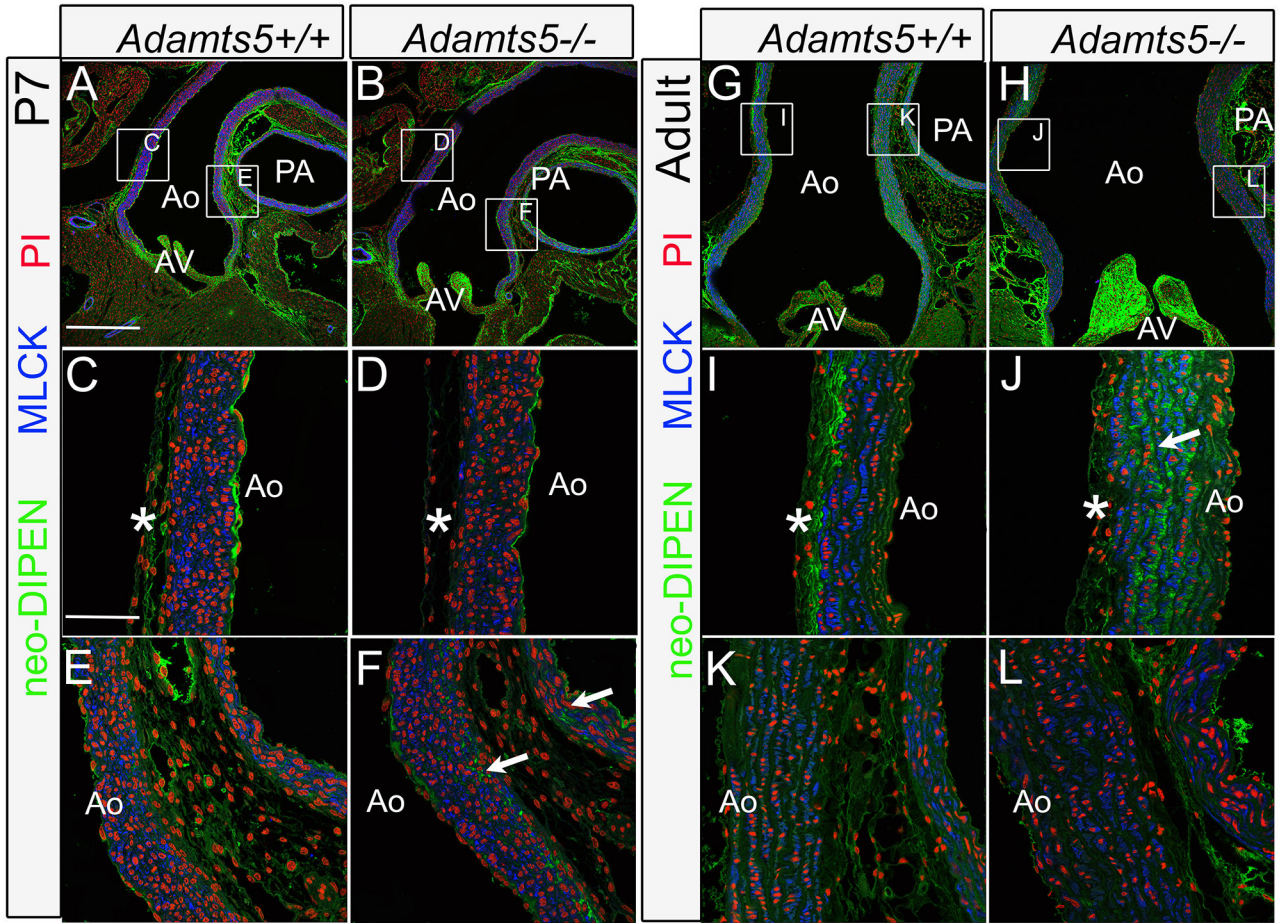 Adamts5+/+
Adamts5-/-
Adamts5+/+
Adamts5-/-
P7
neo-DIPEN MLCK PI
A
C
E
PA
Ao
AV
B
D
PA
Ao
F
AV
C
*
Ao
D
*
Ao
E
Ao
F
Ao
Adult
neo-DIPEN MLCK PI
G
I
K
PA
Ao
AV
H
J
PA
Ao
L
AV
I
*
Ao
J
*
Ao
K
Ao
L
Ao